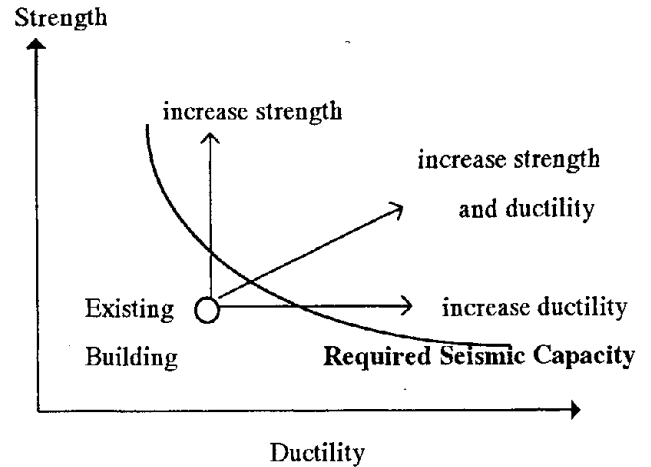 Strength
increase strength
increase strength
and ductility
Existing
increase ductility
Building
Required Seismic Capacity
Ductility